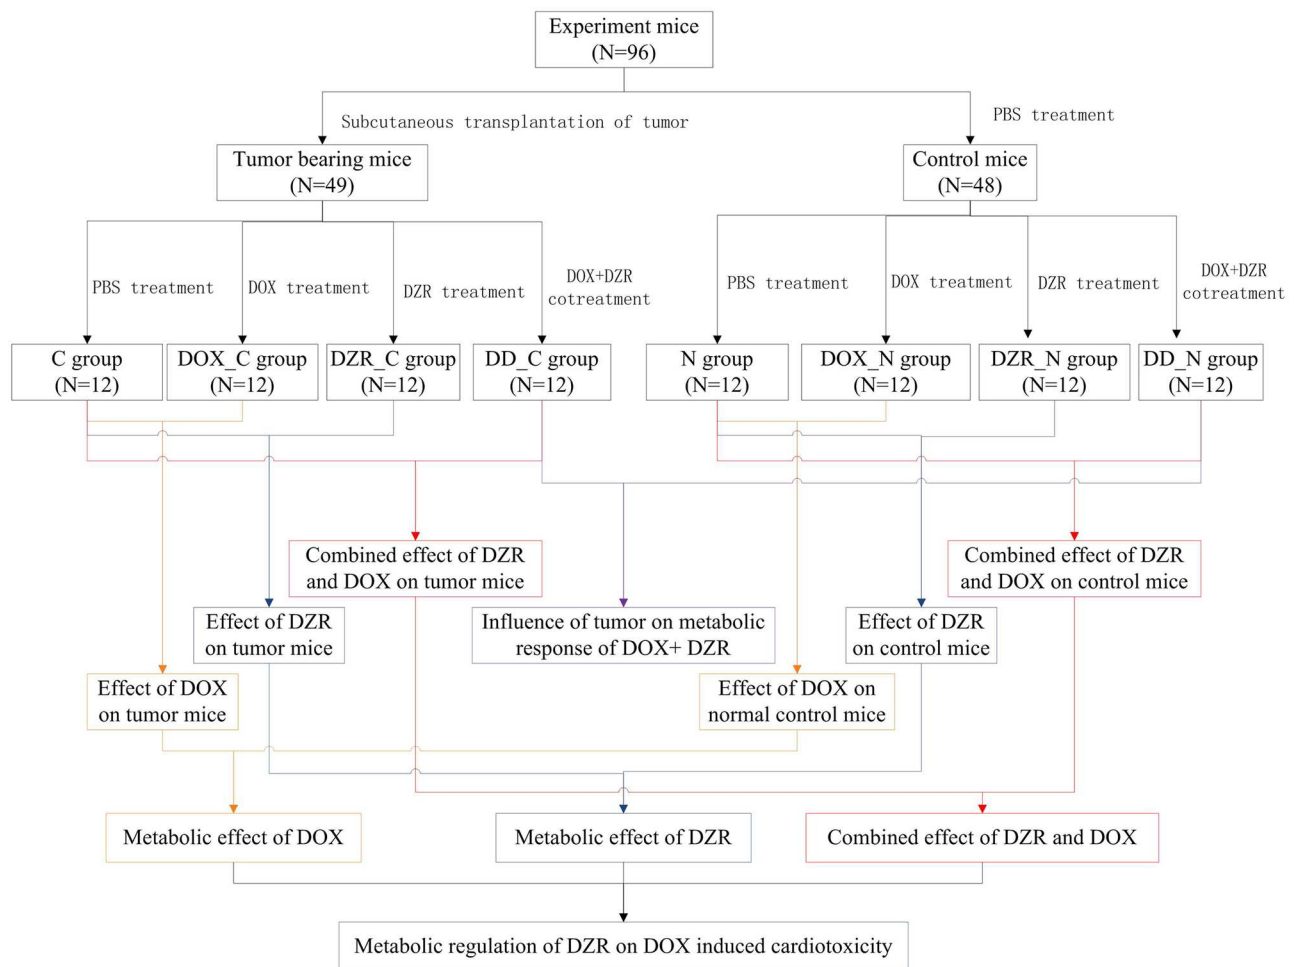 Experiment mice
(N=96)
Subcutaneous transplantation of tumor
PBS treatment
Tumor bearing mice
(N=49)
Control mice
(N=48)
PBS treatment
DOX treatment
DZR treatment
DOX+DZR
cotreatment
PBS treatment
DOX treatment
DZR treatment
DOX+DZR
cotreatment
C group
(N=12)
DOX_C group
(N=12)
DZR_C group
(N=12)
DD_C group
(N=12)
N group
(N=12)
DOX_N group
(N=12)
DZR_N group
(N=12)
DD_N group
(N=12)
Combined effect of DZR
and DOX on tumor mice
Combined effect of DZR
and DOX on control mice
Effect of DZR
on tumor mice
Influence of tumor on metabolic
response of DOX+ DZR
Effect of DZR
on control mice
Effect of DOX
on tumor mice
Effect of DOX on
normal control mice
Metabolic effect of DOX
Metabolic effect of DZR
Combined effect of DZR and DOX
Metabolic regulation of DZR on DOX induced cardiotoxicity